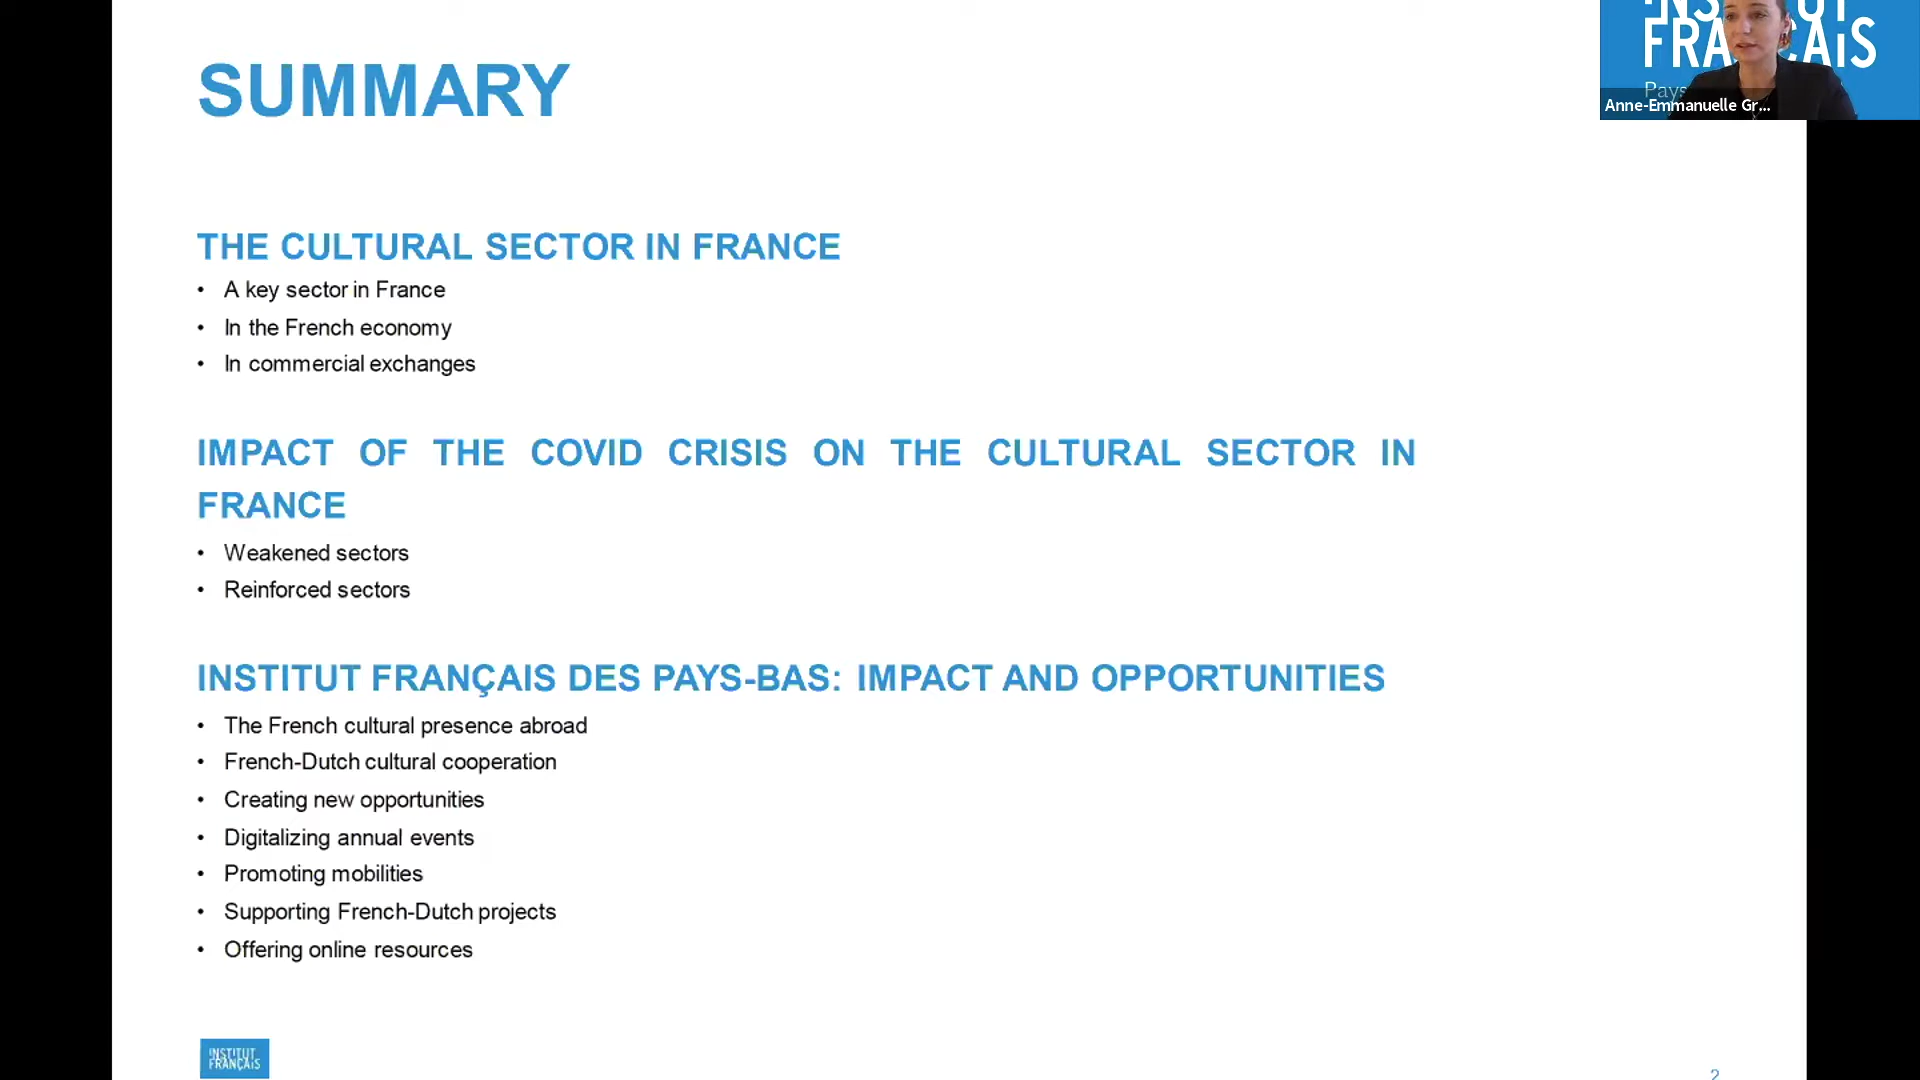 SUMMARY
INSTITUT
FRANÇAIS
Pays
Anne-Emmanuelle Gr...
THE CULTURAL SECTOR IN FRANCE
• A key sector in France
• In the French economy
• In commercial exchanges
IMPACT OF THE COVID CRISIS ON THE CULTURAL SECTOR IN
FRANCE
• Weakened sectors
• Reinforced sectors
INSTITUT FRANÇAIS DES PAYS-BAS: IMPACT AND OPPORTUNITIES
• The French cultural presence abroad
• French-Dutch cultural cooperation
• Creating new opportunities
• Digitalizing annual events
• Promoting mobilities
• Supporting French-Dutch projects
• Offering online resources
INSTITUT
FRANÇAIS
2